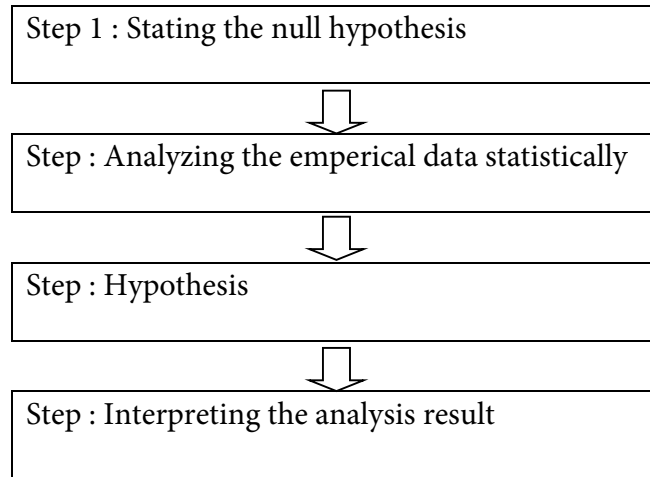 Step 1 : Stating the null hypothesis
Step : Analyzing the emperical data statistically
Step : Hypothesis
Step : Interpreting the analysis result